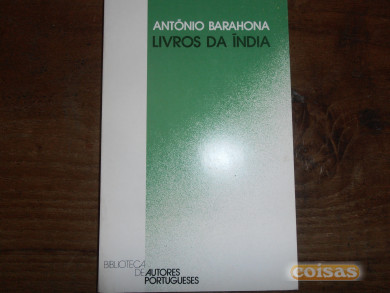 ANTÓNIO BARAHONA
LIVROS DA ÍNDIA
BIBLIOTECA
DE AUTORES
PORTUGUESES
coisas